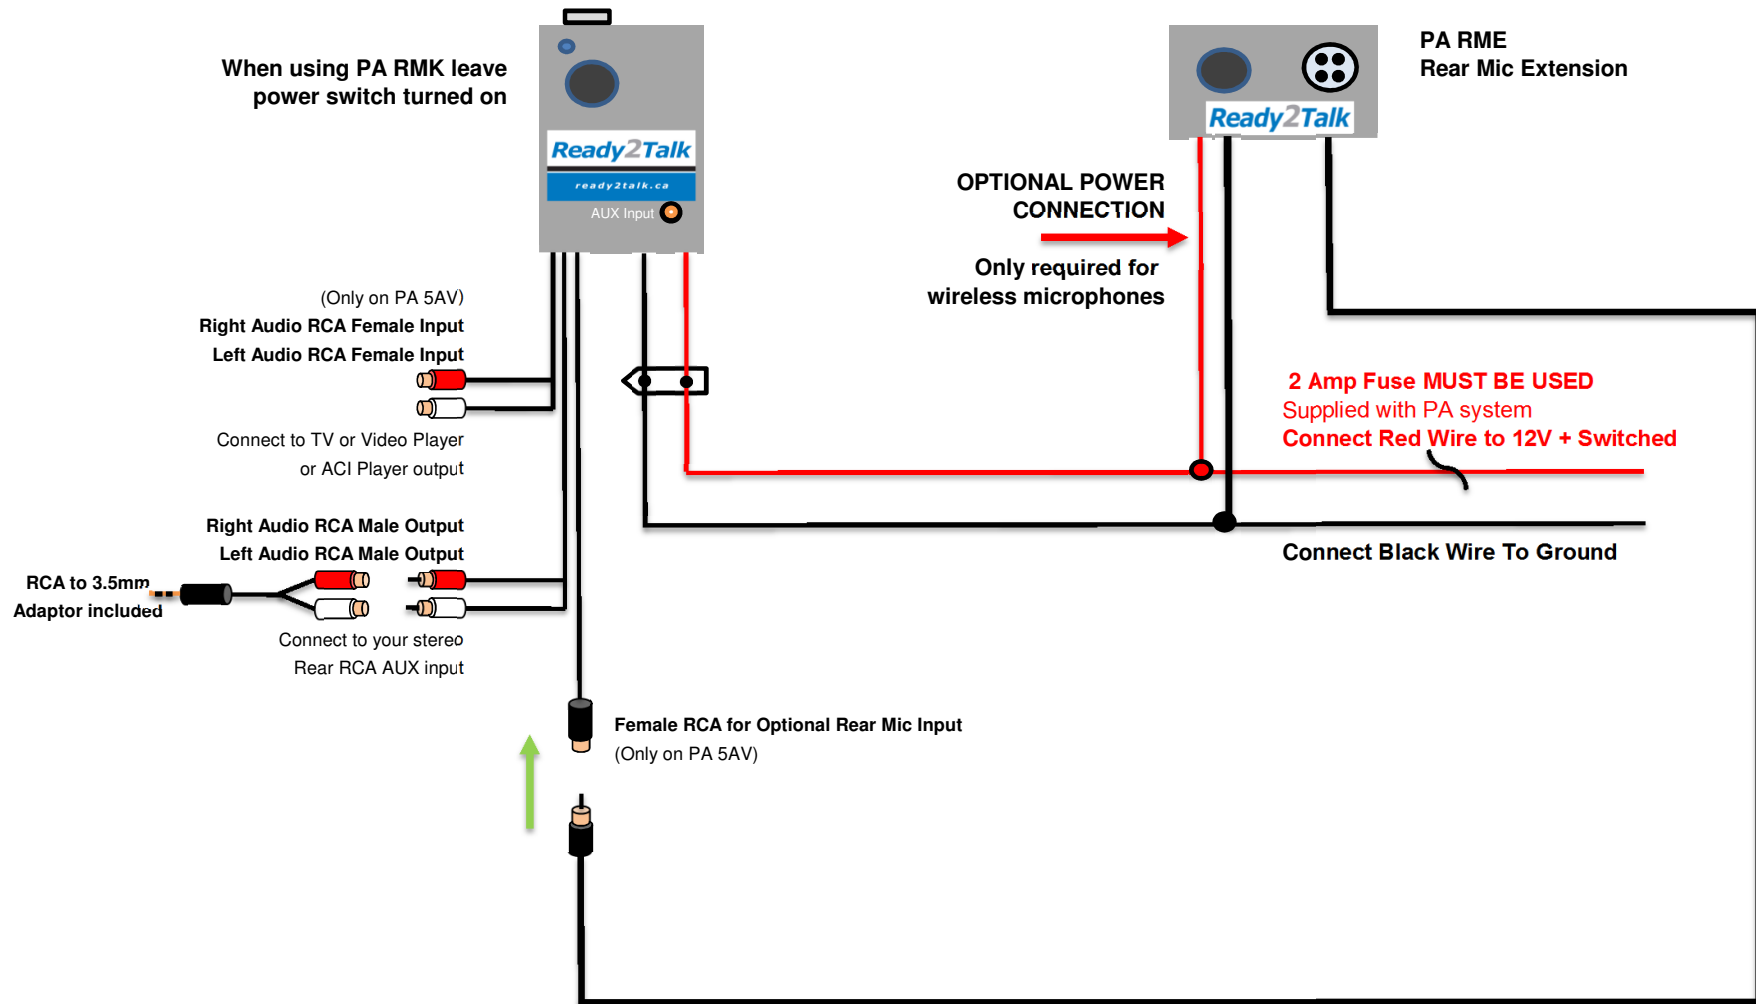 When using PA RMK leave
power switch turned on
Ready2Talk
ready2talk.ca
AUX Input
PA RME
Rear Mic Extension
Ready2Talk
OPTIONAL POWER
CONNECTION
Only required for
wireless microphones
(Only on PA 5AV)
Right Audio RCA Female Input
Left Audio RCA Female Input
Connect to TV or Video Player
or ACI Player output
2 Amp Fuse MUST BE USED
Supplied with PA system
Connect Red Wire to 12V + Switched
Connect Black Wire To Ground
Right Audio RCA Male Output
Left Audio RCA Male Output
RCA to 3.5mm
Adaptor included
Connect to your stereo
Rear RCA AUX input
Female RCA for Optional Rear Mic Input
(Only on PA 5AV)